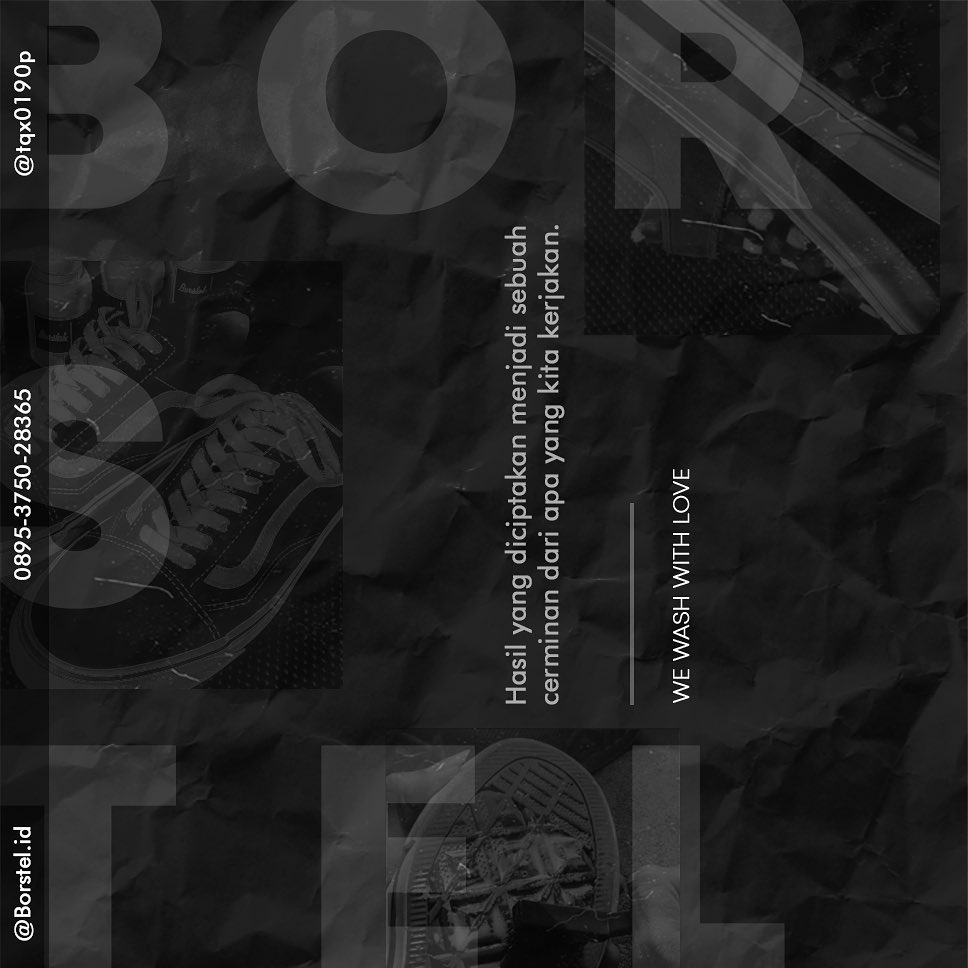 BOR
S
TEL
@tqx0190p
0895-3750-28365
@Borstel.id
Hasil yang diciptakan menjadi sebuah
cerminan dari apa yang kita kerjakan.
WE WASH WITH LOVE
Borstel